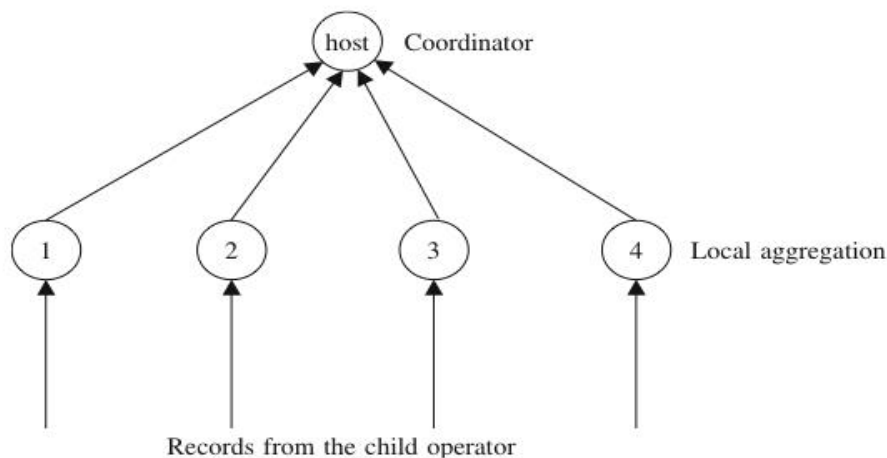 host Coordinator
1 2 3 4 Local aggregation
Records from the child operator